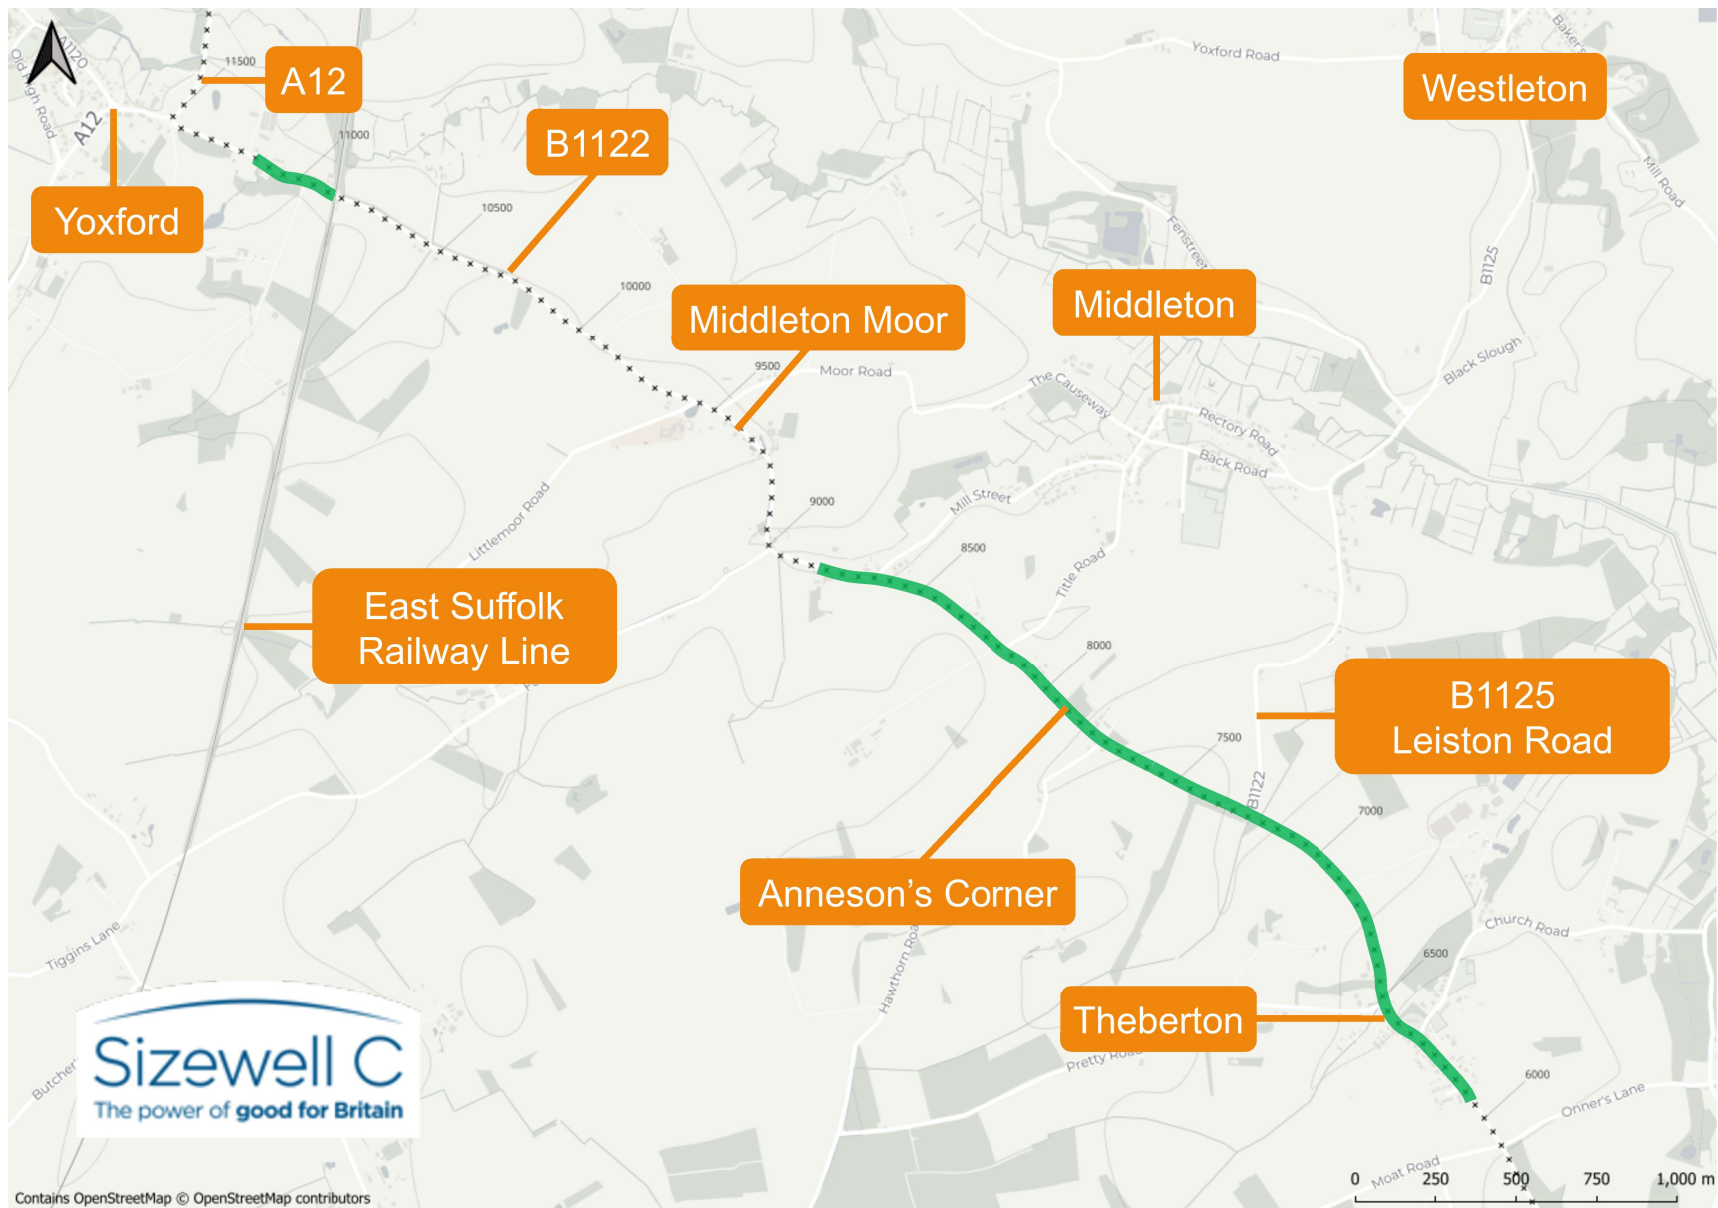 A1120
Old High Road
A12
11500
A12
Yoxford Road
Baker's
Westleton
11000
B1122
Yoxford
Mill Road
10500
Fenstreet
B1125
10000
Middleton Moor
Middleton
9500
Moor Road
The Causeway
Black Slough
Rectory Road
Back Road
Littlemoor Road
9000
Mill Street
8500
Title Road
East Suffolk
Railway Line
8000
B1125
Leiston Road
7500
B1122
7000
Anneson's Corner
Church Road
Tiggins Lane
Hawthorn Roa
6500
Theberton
Pretty Road
6000
Onner's Lane
Butcher
Sizewell C
The power of good for Britain
Moat Road
0 250 500 750 1,000 m
Contains OpenStreetMap © OpenStreetMap contributors